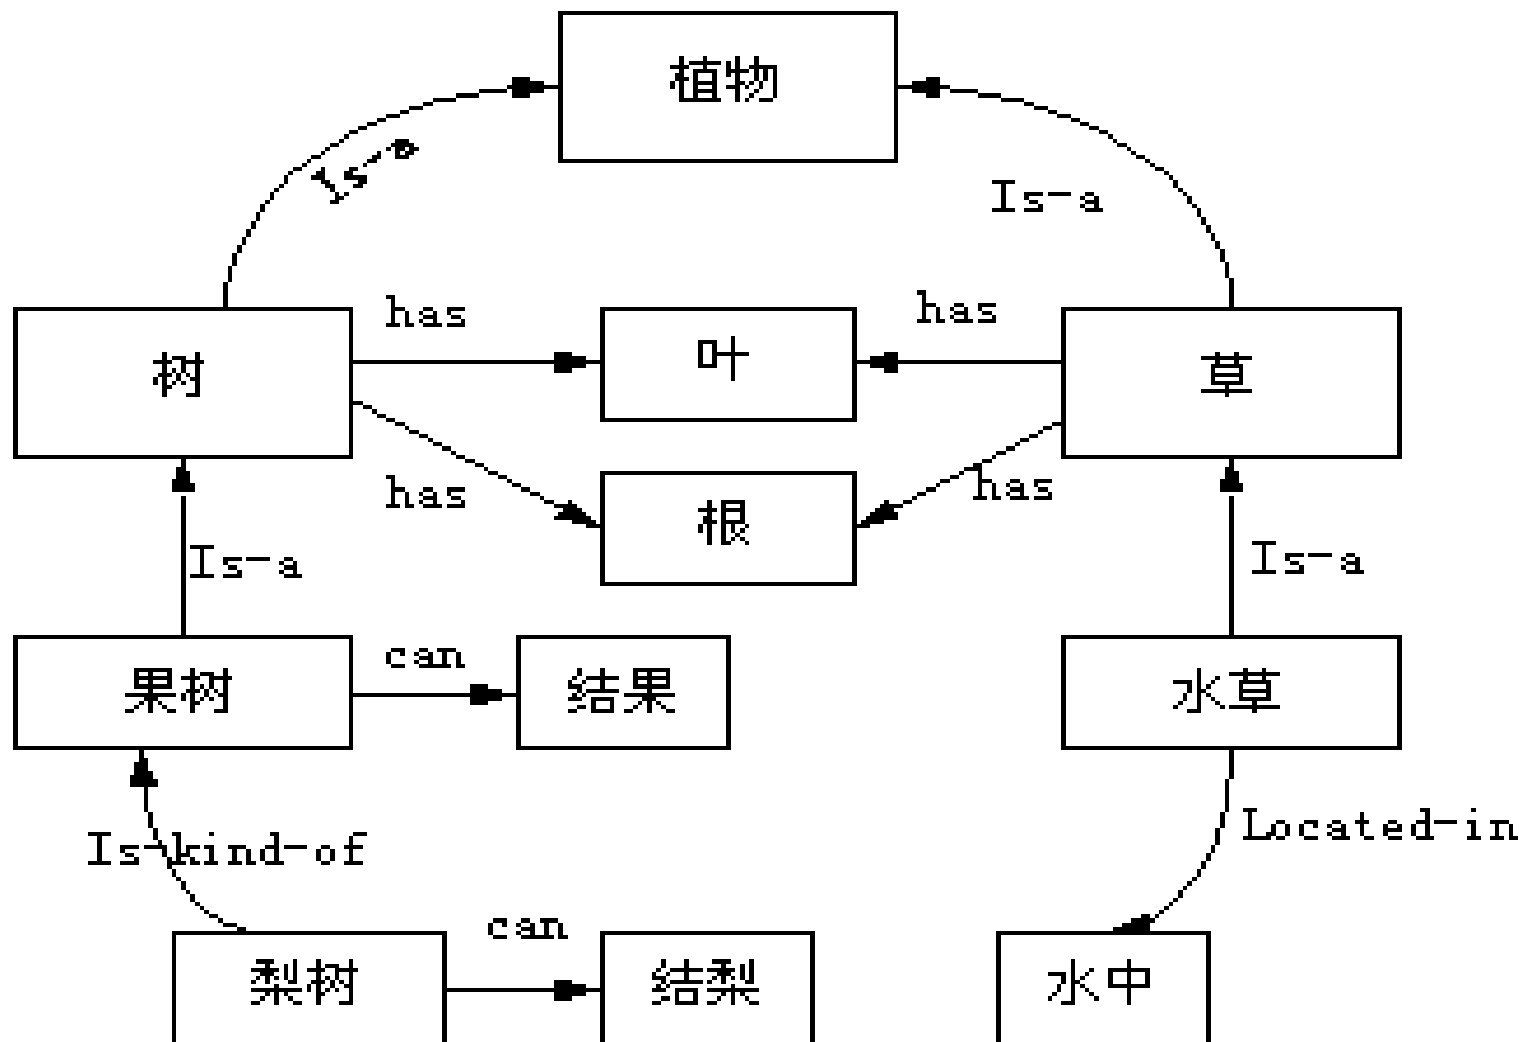 植物
Is-a
Is-a
树
has
叶
has
草
has
根
has
Is-a
Is-a
果树
can
结果
水草
Is-kind-of
Located-in
梨树
can
结梨
水中